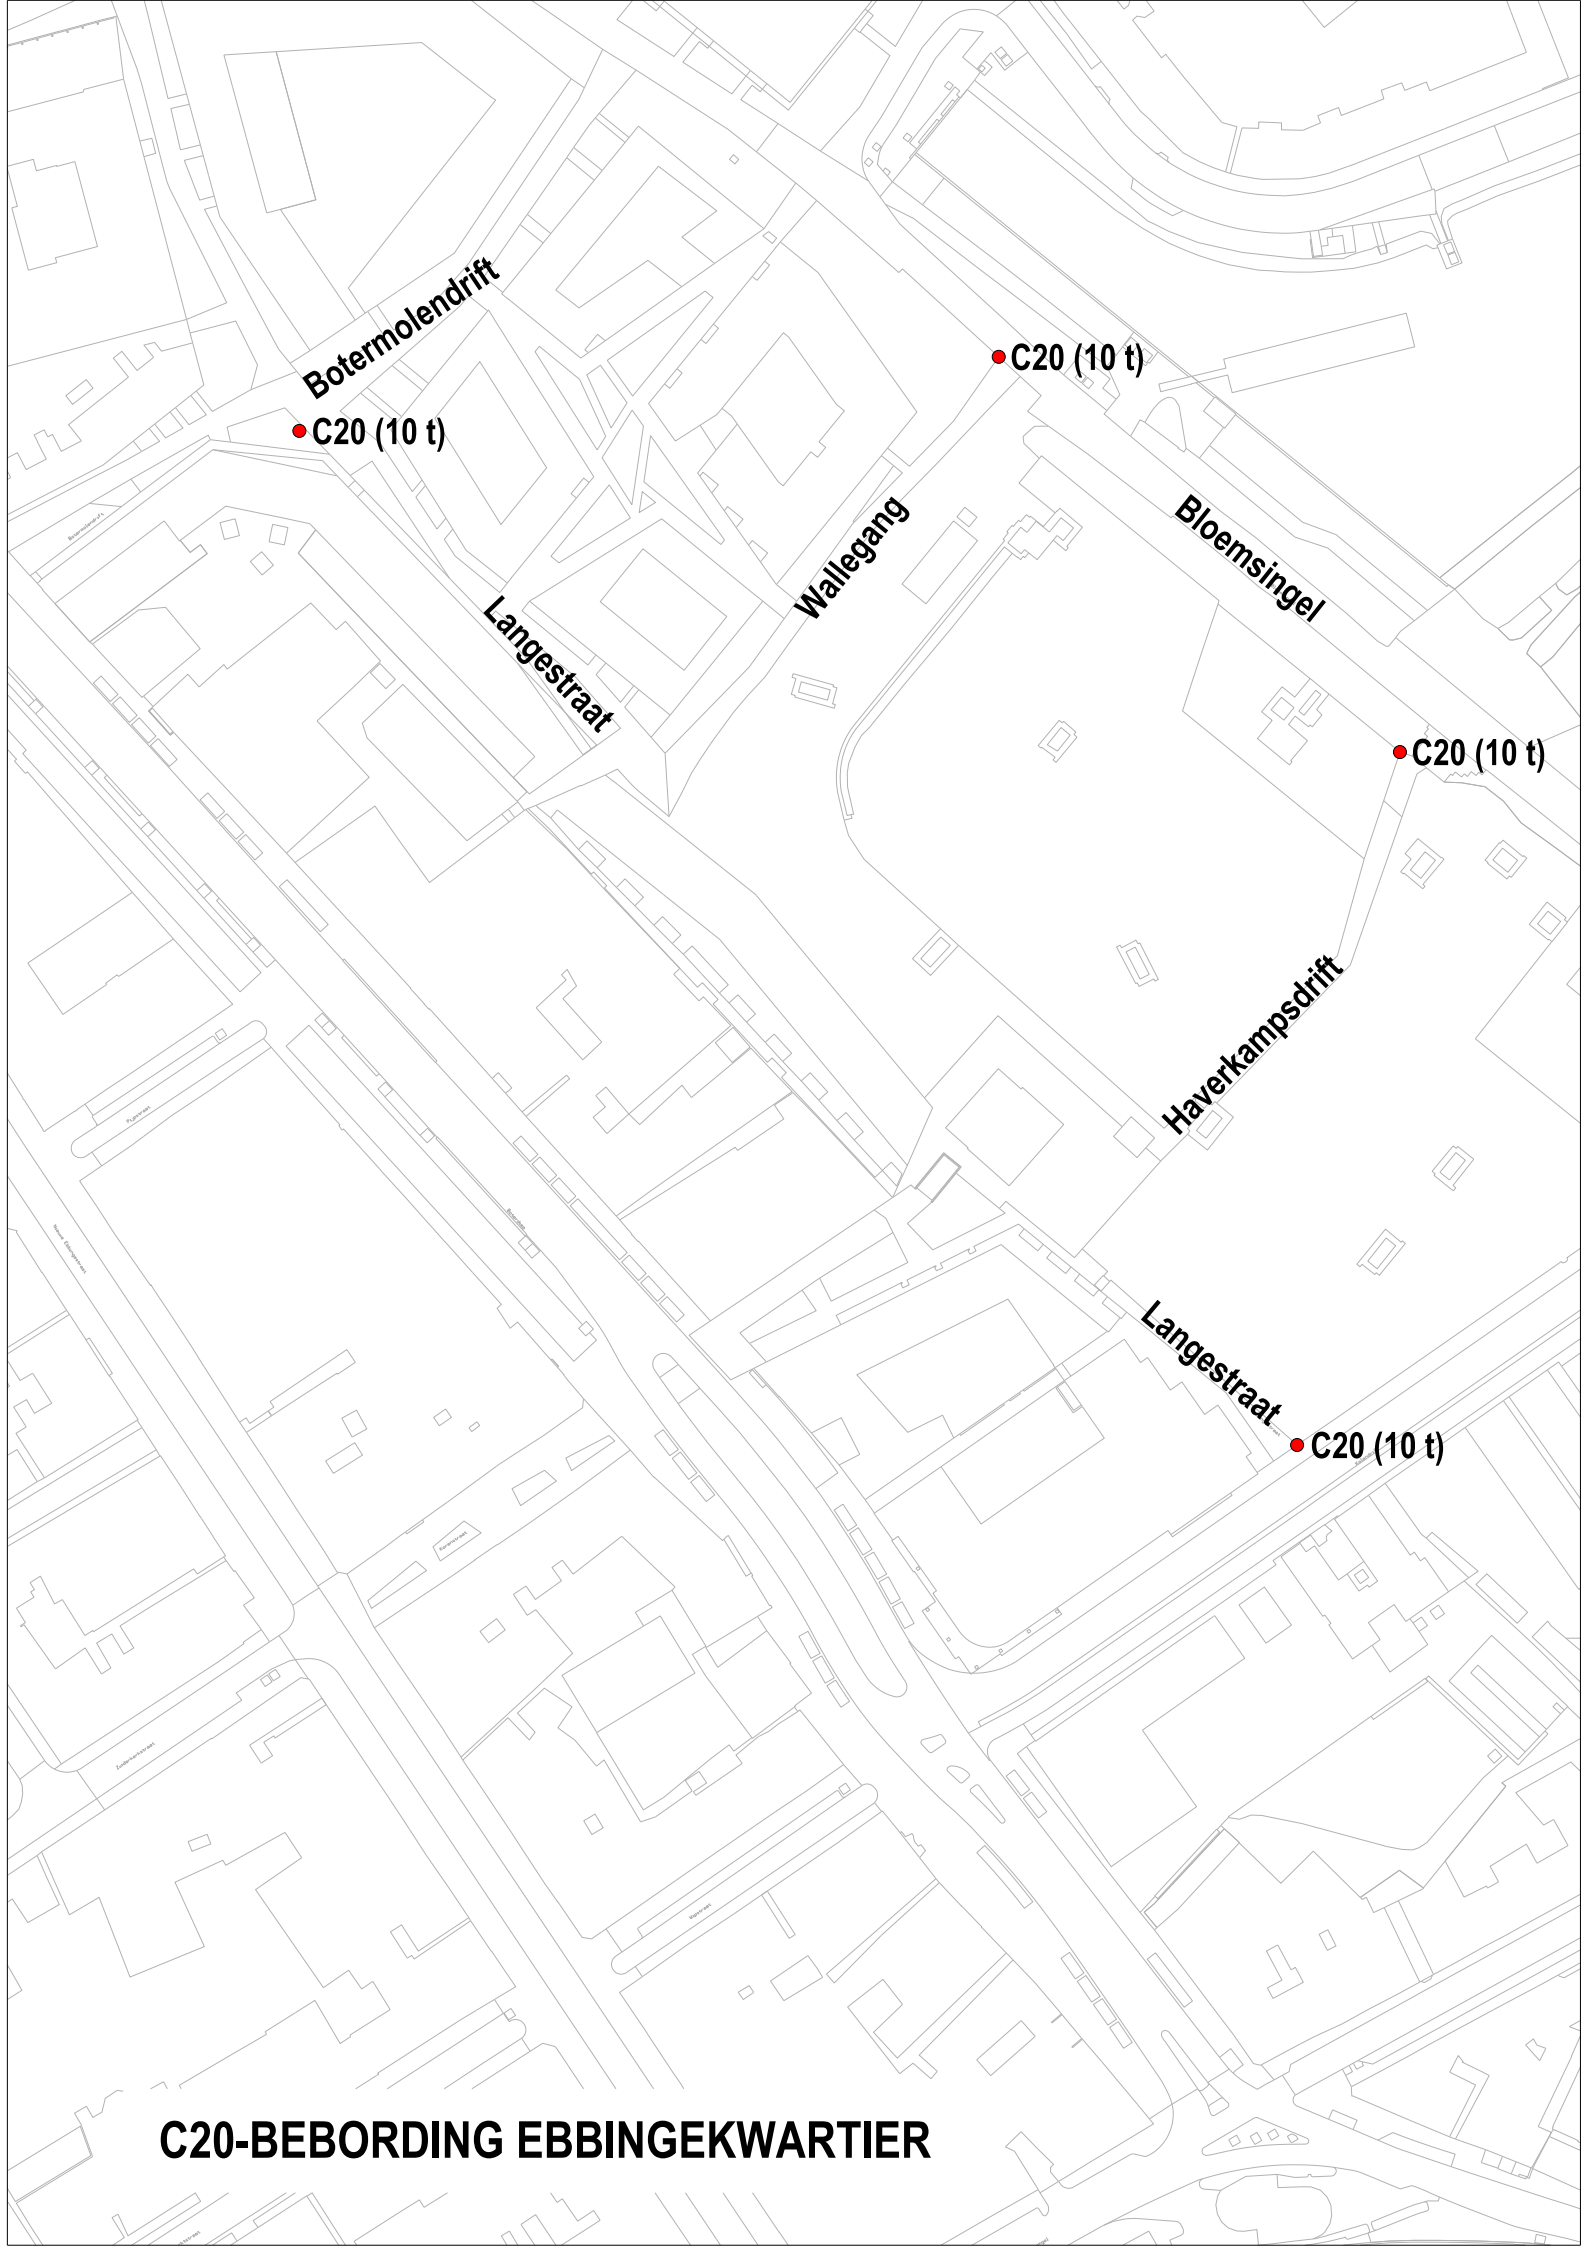 Botermolendrift
C20 (10 t)
C20 (10 t)
Wallegang
Bloemsingel
Langestraat
C20 (10 t)
Haverkampsdrift
Langestraat
C20 (10 t)
C20-BEBORDING EBBINGEKWARTIER